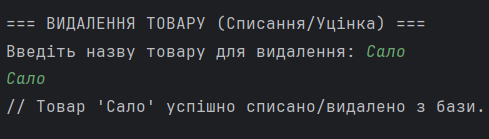 === ВИДАЛЕННЯ ТОВАРУ (Списання/Уцінка) ===
Введіть назву товару для видалення: Сало
Сало
// Товар 'Сало' успішно списано/видалено з бази.